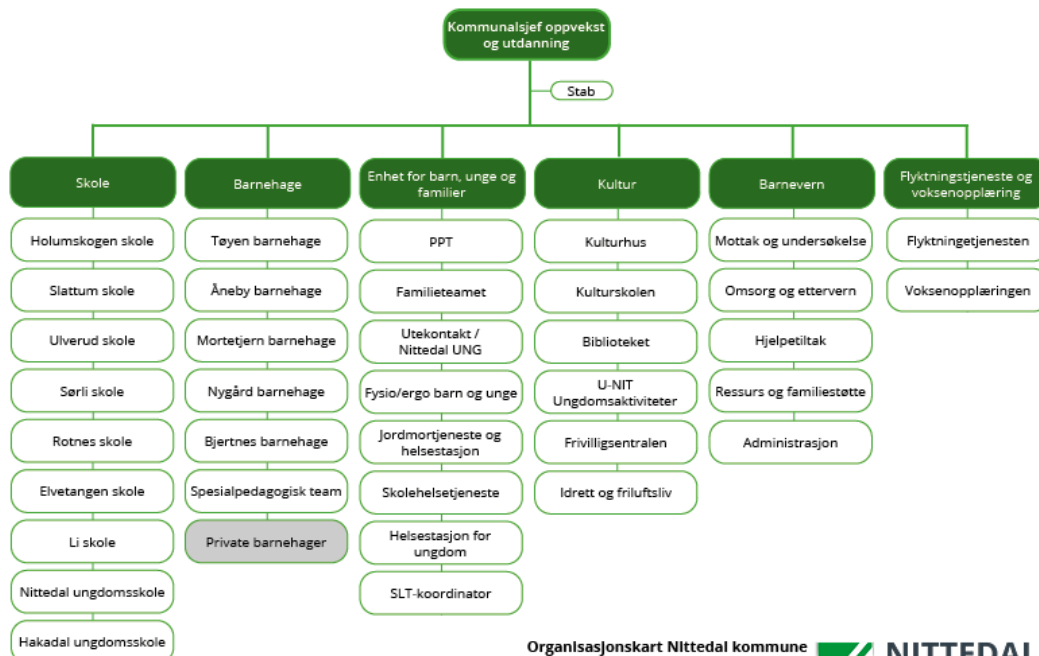 Kommunalsjef oppvekst
og utdanning
Stab
Skole
Holumskogen skole
Slattum skole
Ulverud skole
Sørli skole
Rotnes skole
Elvetangen skole
Li skole
Nittedal ungdomsskole
Hakadal ungdomsskole
Barnehage
Tøyen barnehage
Åneby barnehage
Mortetjern barnehage
Nygård barnehage
Bjertnes barnehage
Spesialpedagogisk team
Private barnehager
Enhet for barn, unge og
familier
PPT
Familieteamet
Utekontakt /
Nittedal UNG
Fysio/ergo barn og unge
Jordmortjeneste og
helsestasjon
Skolehelsetjeneste
Helsestasjon for
ungdom
SLT-koordinator
Kultur
Kulturhus
Kulturskolen
Biblioteket
U-NIT
Ungdomsaktiviteter
Frivilligsentralen
Idrett og friluftsliv
Barnevern
Mottak og undersøkelse
Omsorg og ettervern
Hjelpetiltak
Ressurs og familiestøtte
Administrasjon
Flyktningstjeneste og
voksenopplæring
Flyktningetjenesten
Voksenopplæringen
Organisasjonskart Nittedal kommune
NITTEDAL